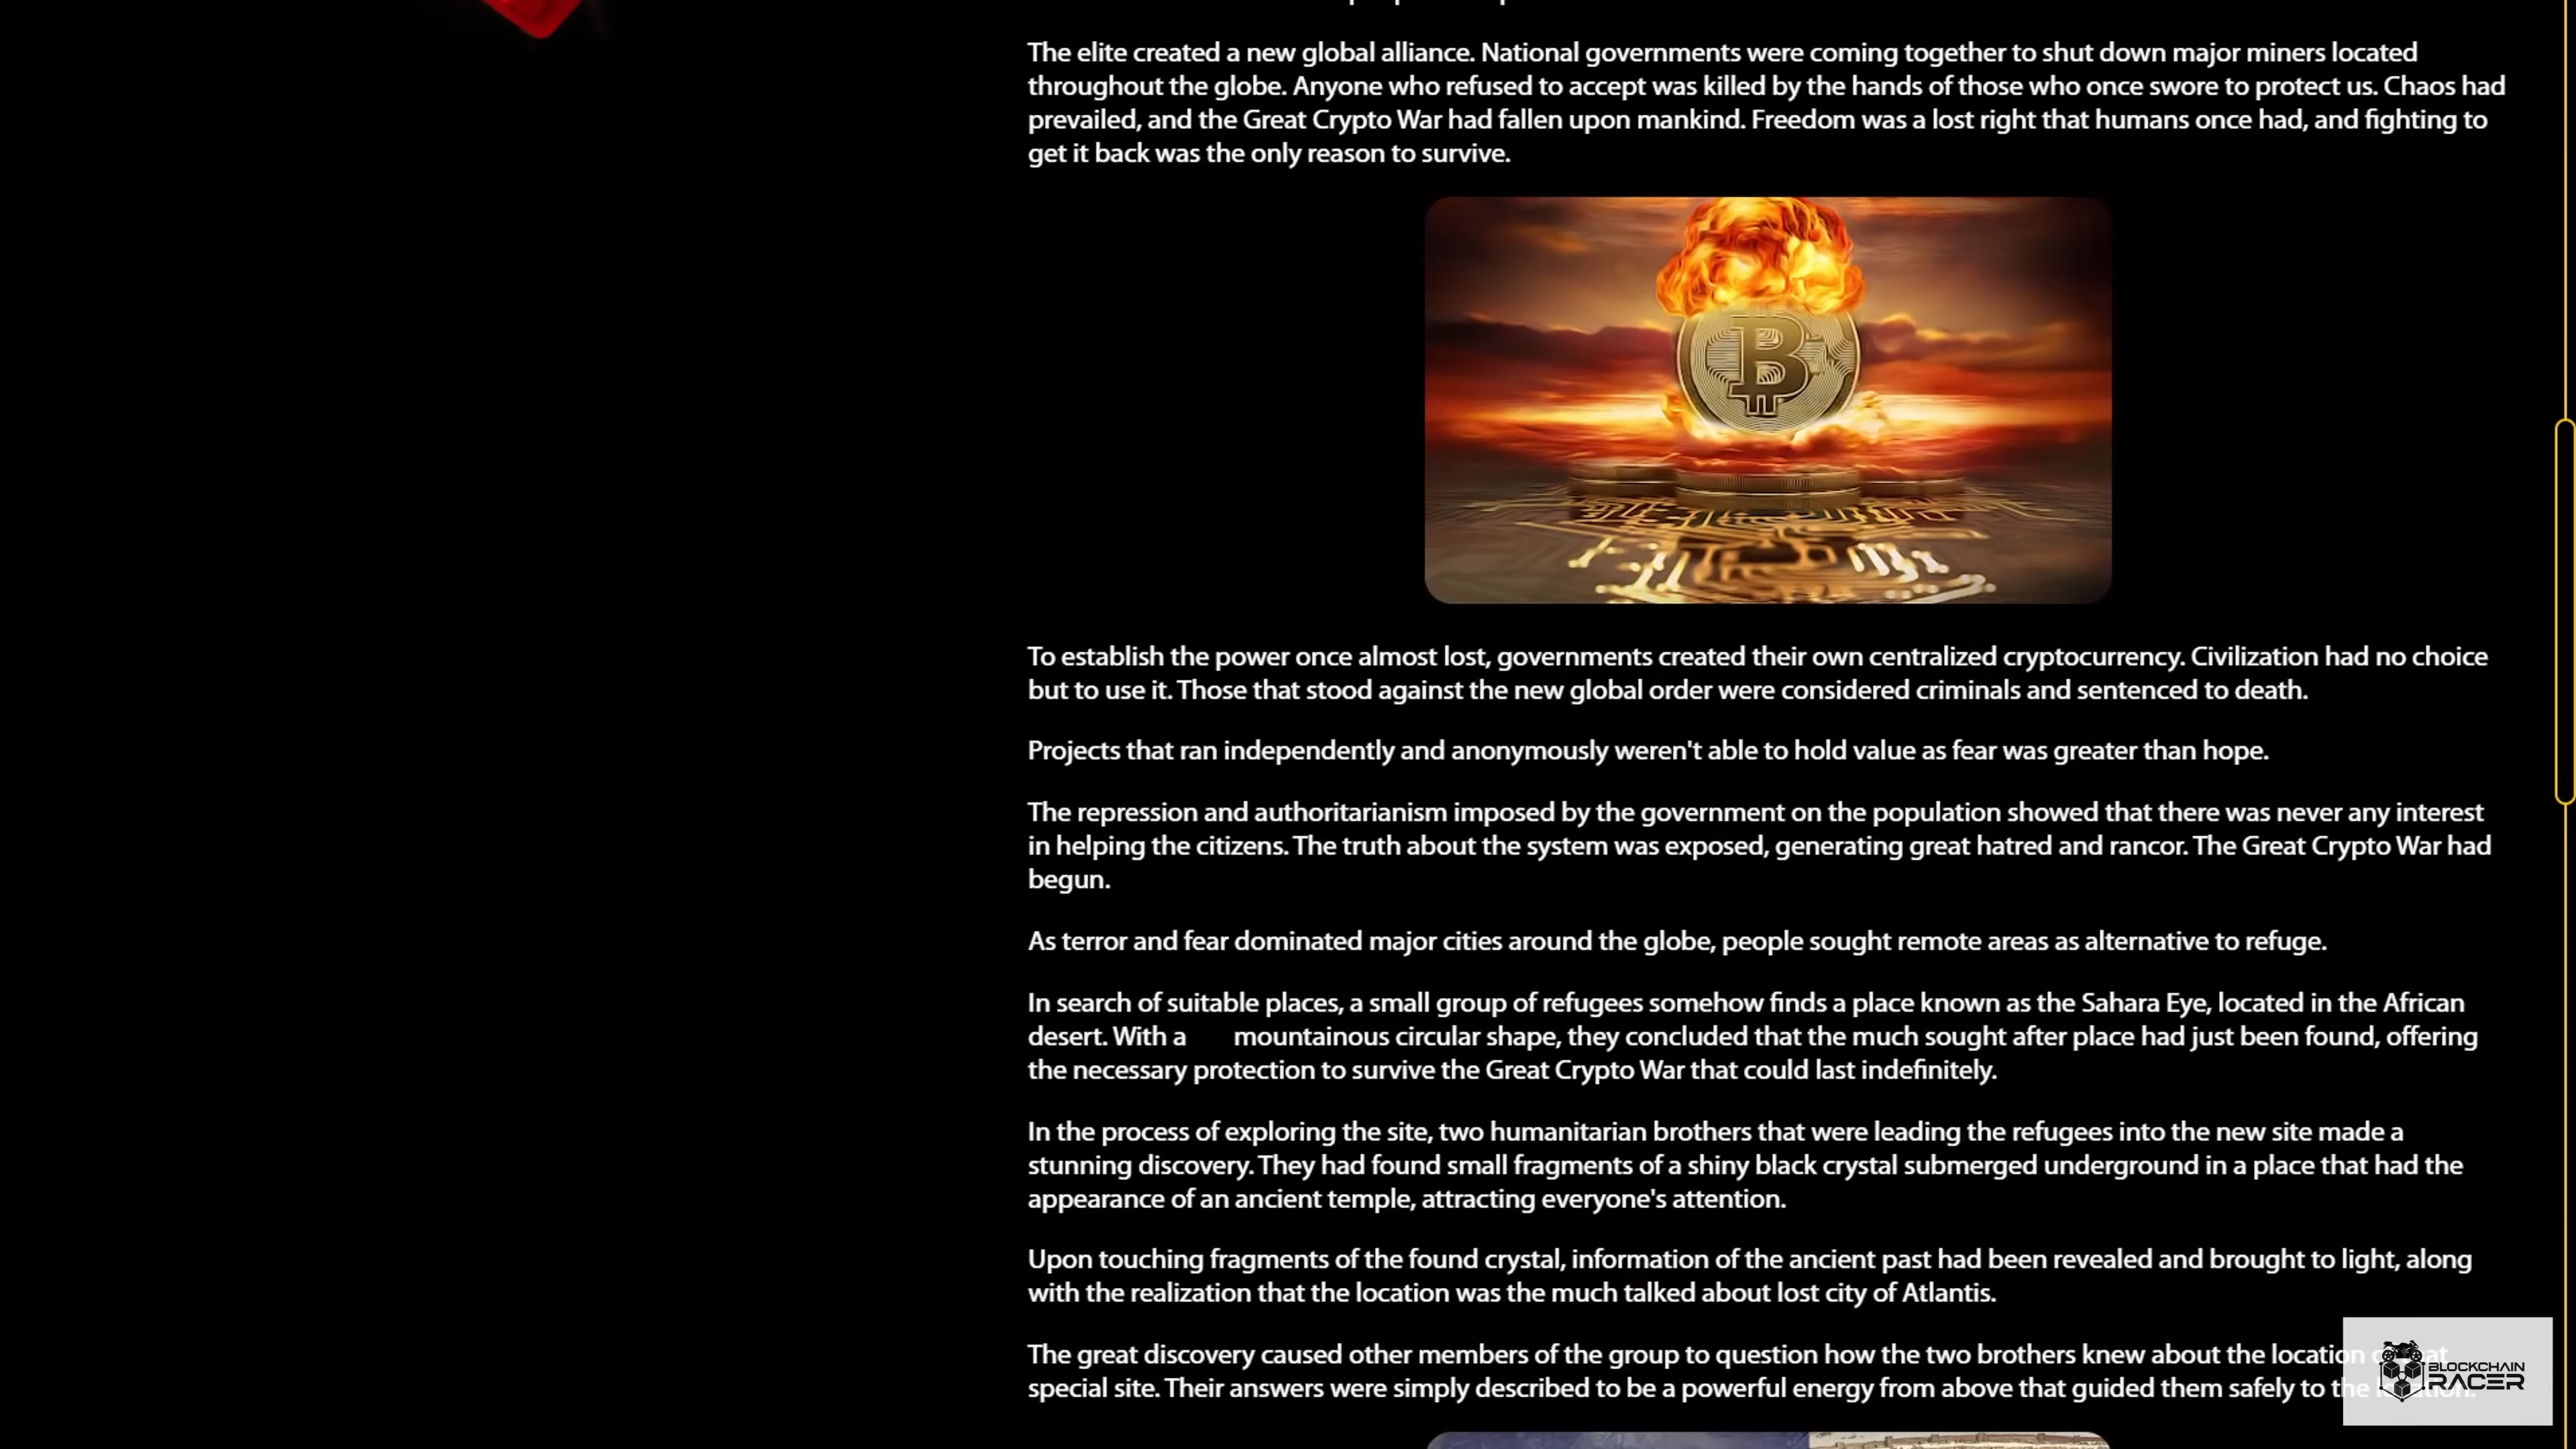 The elite created a new global alliance. National governments were coming together to shut down major miners located
throughout the globe. Anyone who refused to accept was killed by the hands of those who once swore to protect us. Chaos had
prevailed, and the Great Crypto War had fallen upon mankind. Freedom was a lost right that humans once had, and fighting to
get it back was the only reason to survive.
B
To establish the power once almost lost, governments created their own centralized cryptocurrency. Civilization had no choice
but to use it. Those that stood against the new global order were considered criminals and sentenced to death.
Projects that ran independently and anonymously weren't able to hold value as fear was greater than hope.
The repression and authoritarianism imposed by the government on the population showed that there was never any interest
in helping the citizens. The truth about the system was exposed, generating great hatred and rancor. The Great Crypto War had
begun.
As terror and fear dominated major cities around the globe, people sought remote areas as alternative to refuge.
In search of suitable places, a small group of refugees somehow finds a place known as the Sahara Eye, located in the African
desert. With a mountainous circular shape, they concluded that the much sought after place had just been found, offering
the necessary protection to survive the Great Crypto War that could last indefinitely.
In the process of exploring the site, two humanitarian brothers that were leading the refugees into the new site made a
stunning discovery. They had found small fragments of a shiny black crystal submerged underground in a place that had the
appearance of an ancient temple, attracting everyone's attention.
Upon touching fragments of the found crystal, information of the ancient past had been revealed and brought to light, along
with the realization that the location was the much talked about lost city of Atlantis.
The great discovery caused other members of the group to question how the two brothers knew about the location
special site. Their answers were simply described to be a powerful energy from above that guided them safely to the
BLOCKCHAIN
RACER